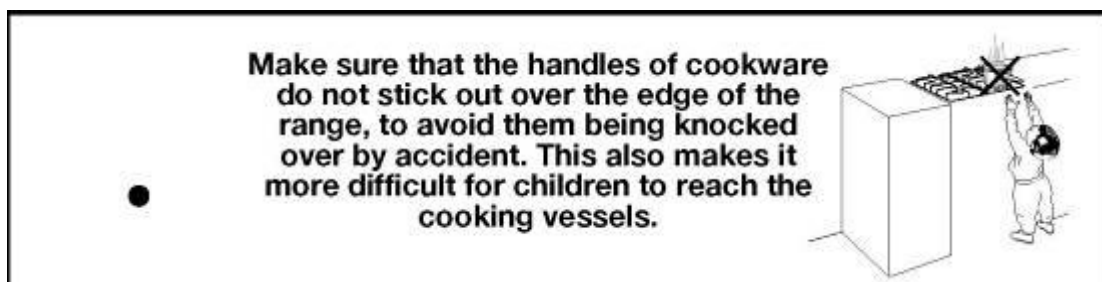 Make sure that the handles of cookware
do not stick out over the edge of the
range, to avoid them being knocked
over by accident. This also makes it
more difficult for children to reach the
cooking vessels.